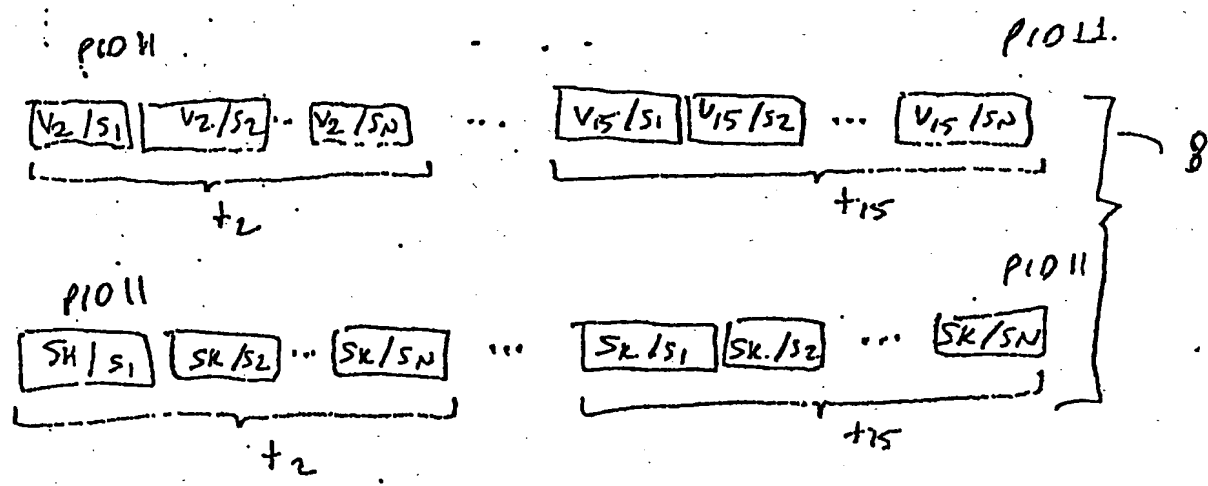 PID 11 PID 11.
V2/S1 V2/S2 ... V2/SN ... V15/S1 V15/S2 ... V15/SN 8
t2 t15
PID 11 PID 11
SK/S1 SK/S2 ... SK/SN ... SK/S1 SK/S2 ... SK/SN
t2 t15